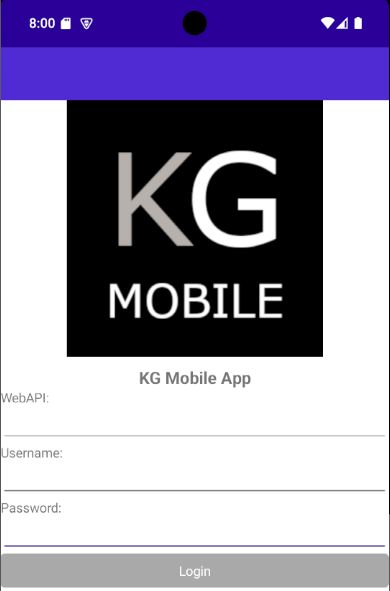 8:00
KG
MOBILE
KG Mobile App
WebAPI:
Username:
Password:
Login